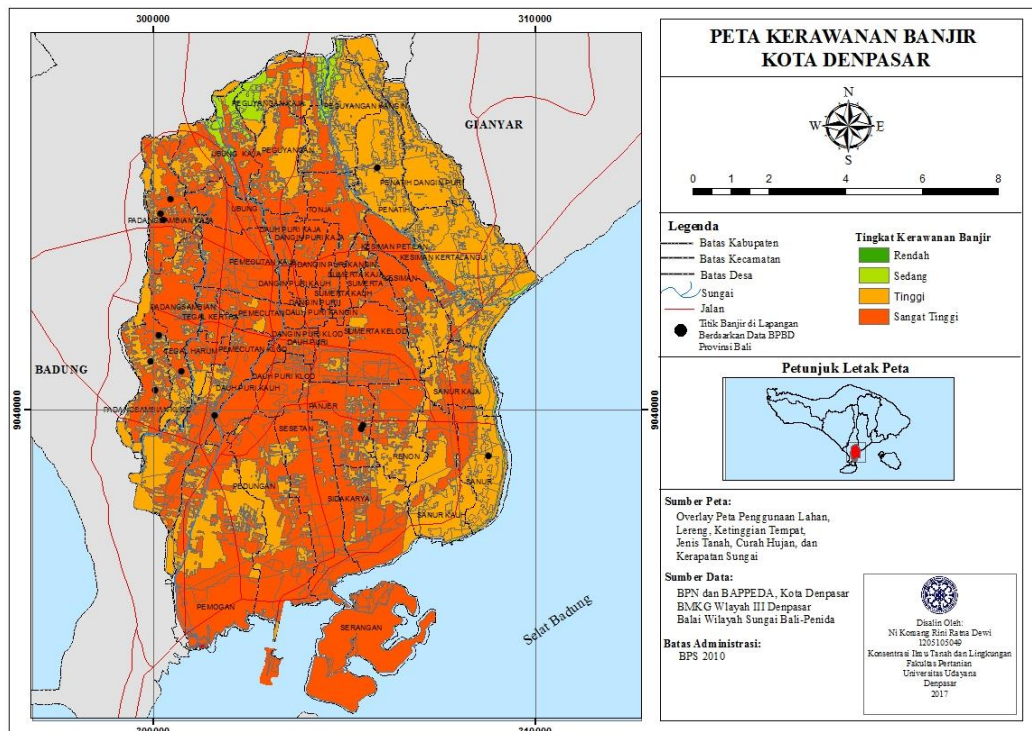 PETA KERAWANAN BANJIR
KOTA DENPASAR
N
W E
S
0 1 2 4 6 8
Legenda
Batas Kabupaten
Batas Kecamatan
Batas Desa
Sungai
Jalan
Titik Banjir di Lapangan
Berdsarkan Data BPBD
Provinsi Bali
Tingkat Kerawanan Banjir
Rendah
Sedang
Tinggi
Sangat Tinggi
Petunjuk Letak Peta
Sumber Peta:
Overlay Peta Penggunaan Lahan,
Lereng, Ketinggian Tempat,
Jenis Tanah, Curah Hujan, dan
Kerapatan Sungai
Sumber Data:
BPN dan BAPPEDA, Kota Denpasar
BMKG Wlayah III Denpasar
Balai Wilayah Sungai Bali-Penida
Batas Administrasi:
BPS 2010
Disalin Oleh:
Ni Komang Rini Ratna Dewi
1205105049
Konsentrasi Ilmu Tanah dan Lingkungan
Fakultas Pertanian
Universitas Udayana
Denpasar
2017
300000 310000
9040000 9040000
300000 310000
GIANYAR
BADUNG
Selat Badung
PEGUYANGAN KAJA
PEGUYANGAN KANGIN
PEGUYANGAN
UBUNG KAJA
PENATIH DANGIN PURI
PENATIH
UBUNG
TONJA
PADANGSAMBIAN KAJA
DAUH PURI KAJA
DANGIN PURI KAJA
KESIMAN PETILAN
KESIMAN KERTALANGU
PEMECUTAN KAJA
DANGIN PURI KANGIN
SUMERTA KAJA
KESIMAN
DANGIN PURI KAUH
SUMERTA
SUMERTA KAUH
PADANGSAMBIAN
DANGIN PURI
TEGAL KERTHA
PEMECUTAN
DAUH PURI KANGIN
DANGIN PURI KLOD
SUMERTA KELOD
DAUH PURI
TEGAL HARUM
PEMECUTAN KLOD
DAUH PURI KLOD
DAUH PURI KAUH
SANUR KAJA
PADANGSAMBIAN KLOD
PANJER
SESETAN
RENON
SANUR
PEDUNGAN
SIDAKARYA
SANUR KAUH
PEMOGAN
SERANGAN